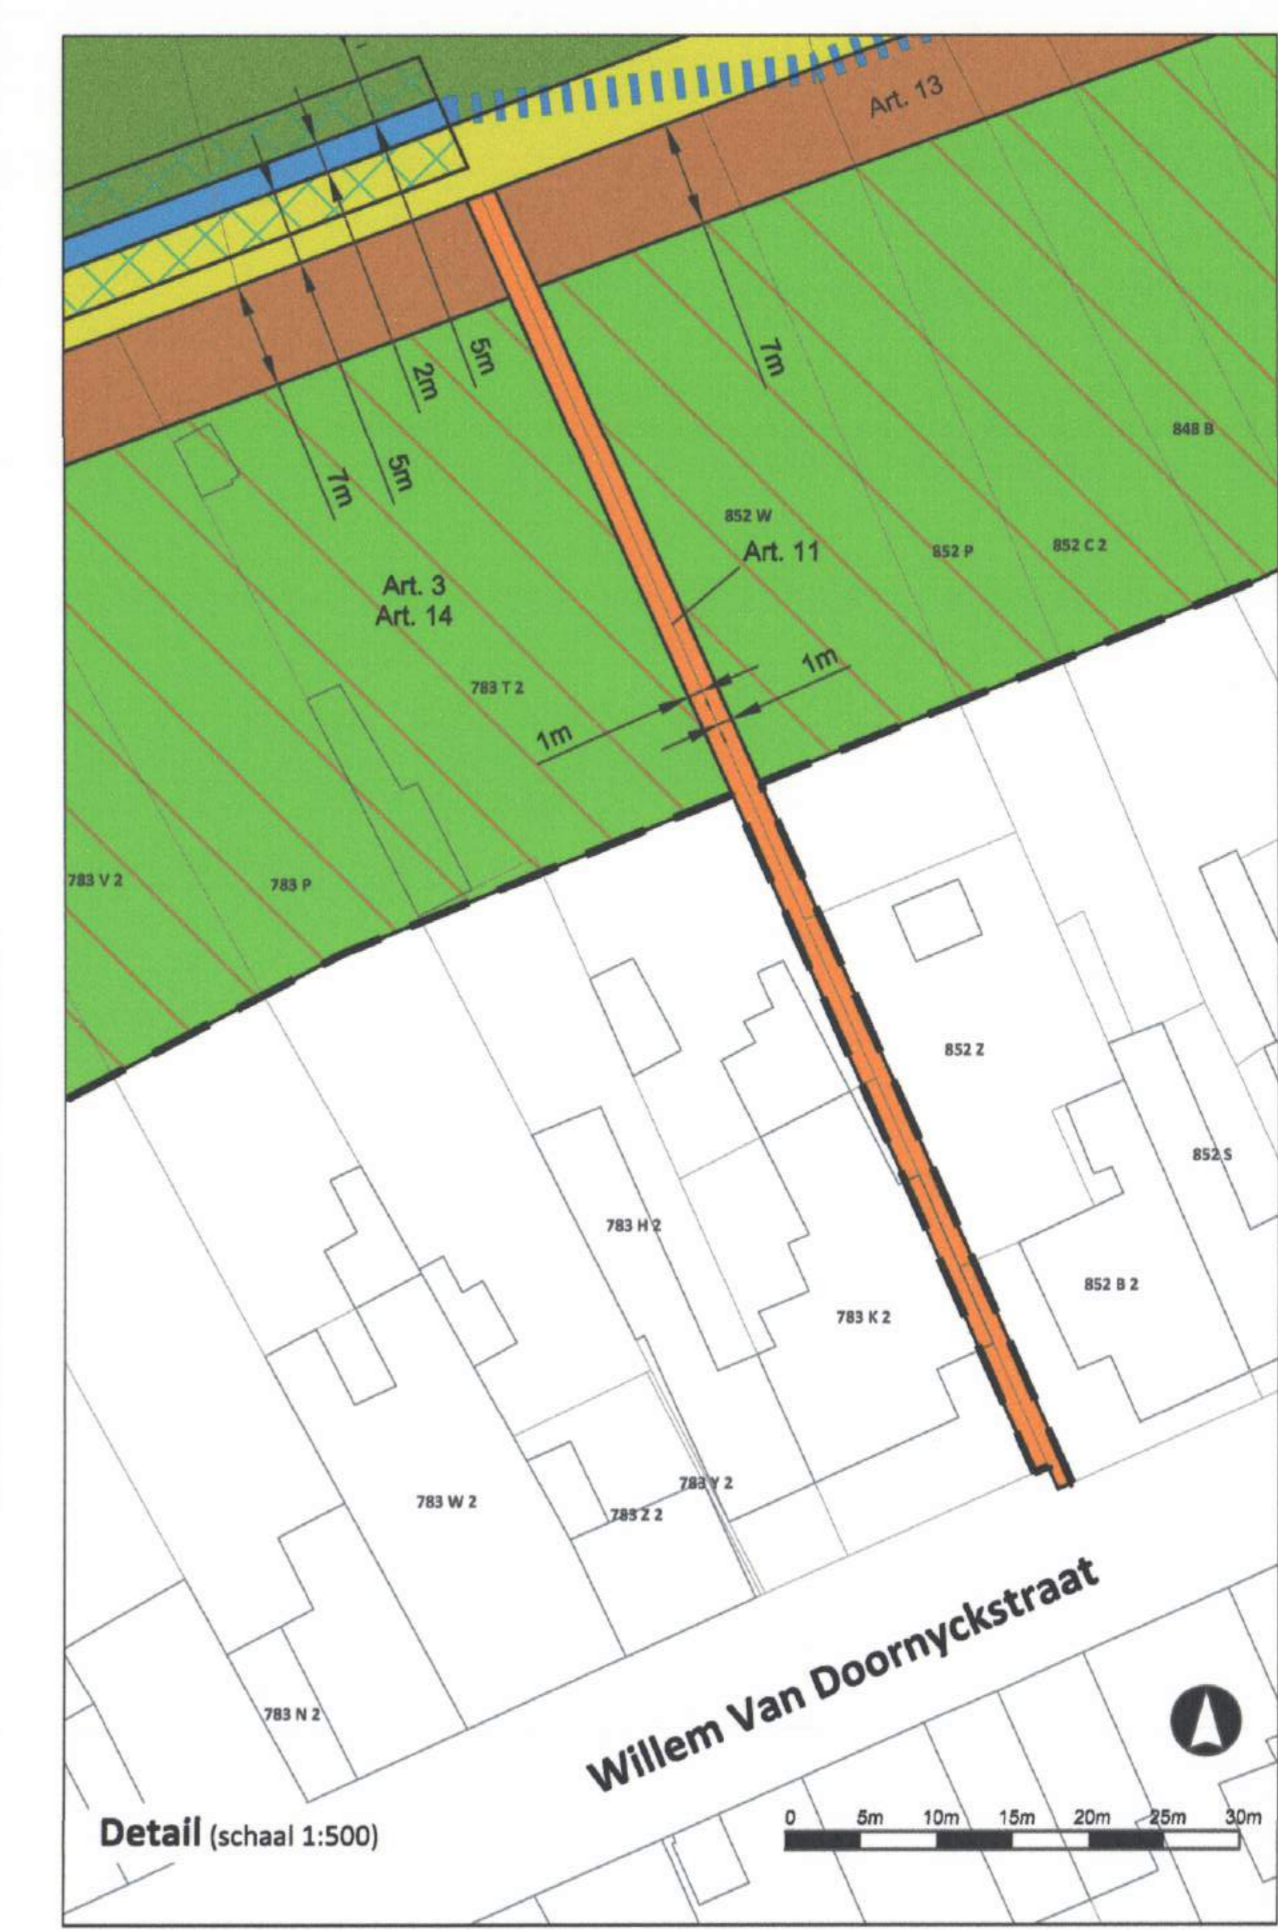 Art. 13
5m
2m
7m
5m
7m
848 B
852 W
Art. 11
852 P
852 C 2
Art. 3
Art. 14
783 T 2
1m
1m
783 V 2
783 P
852 Z
852 S
783 H 2
852 B 2
783 K 2
783 Y 2
783 W 2
783 Z 2
Willem Van Doornyckstraat
783 N 2
Detail (schaal 1:500)
0 5m 10m 15m 20m 25m 30m